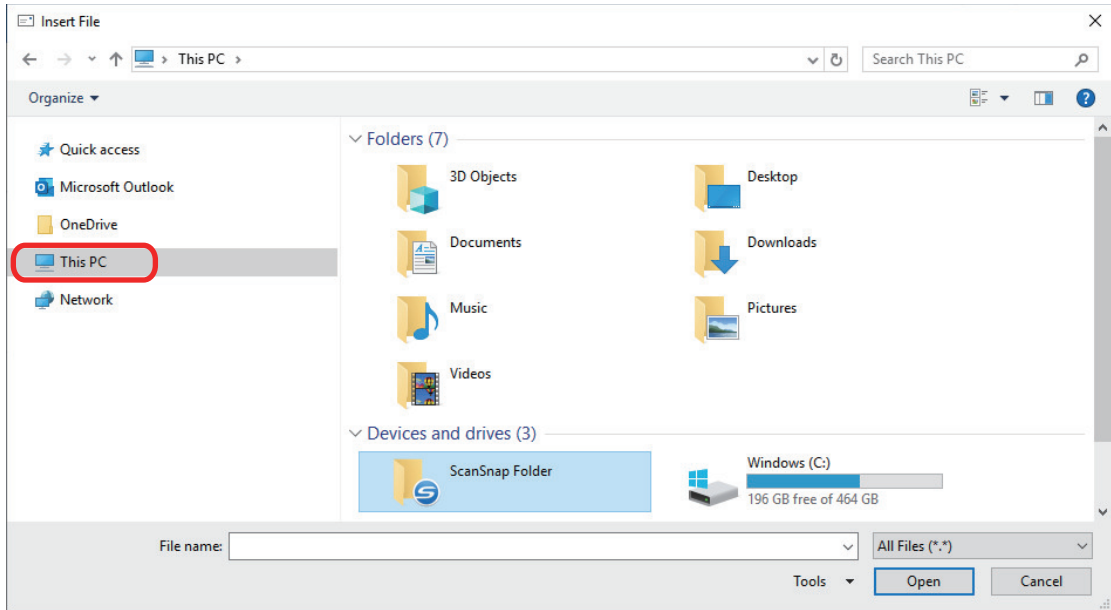 Insert File
This PC
Search This PC
Organize
Quick access
Microsoft Outlook
OneDrive
This PC
Network
Folders (7)
3D Objects
Desktop
Documents
Downloads
Music
Pictures
Videos
Devices and drives (3)
ScanSnap Folder
Windows (C:)
196 GB free of 464 GB
File name:
All Files (*.*)
Tools
Open
Cancel